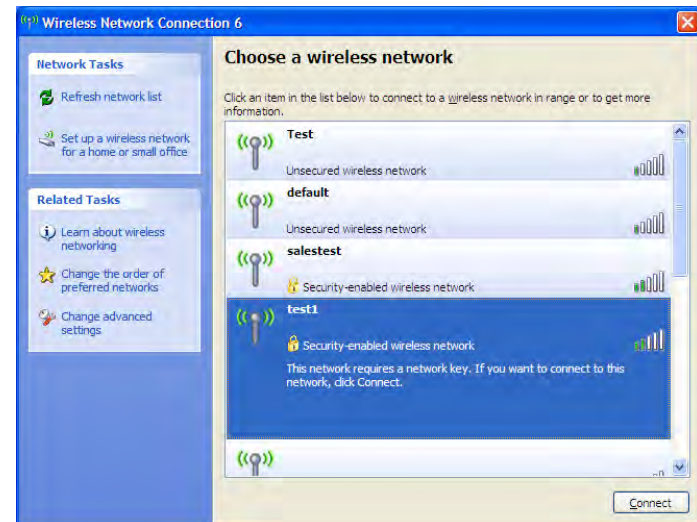 Wireless Network Connection 6
Network Tasks
Refresh network list
Set up a wireless network
for a home or small office
Related Tasks
Learn about wireless
networking
Change the order of
preferred networks
Change advanced
settings
Choose a wireless network
Click an item in the list below to connect to a wireless network in range or to get more
information.
Test
Unsecured wireless network
default
Unsecured wireless network
salestest
Security-enabled wireless network
test1
Security-enabled wireless network
This network requires a network key. If you want to connect to this
network, click Connect.
Connect